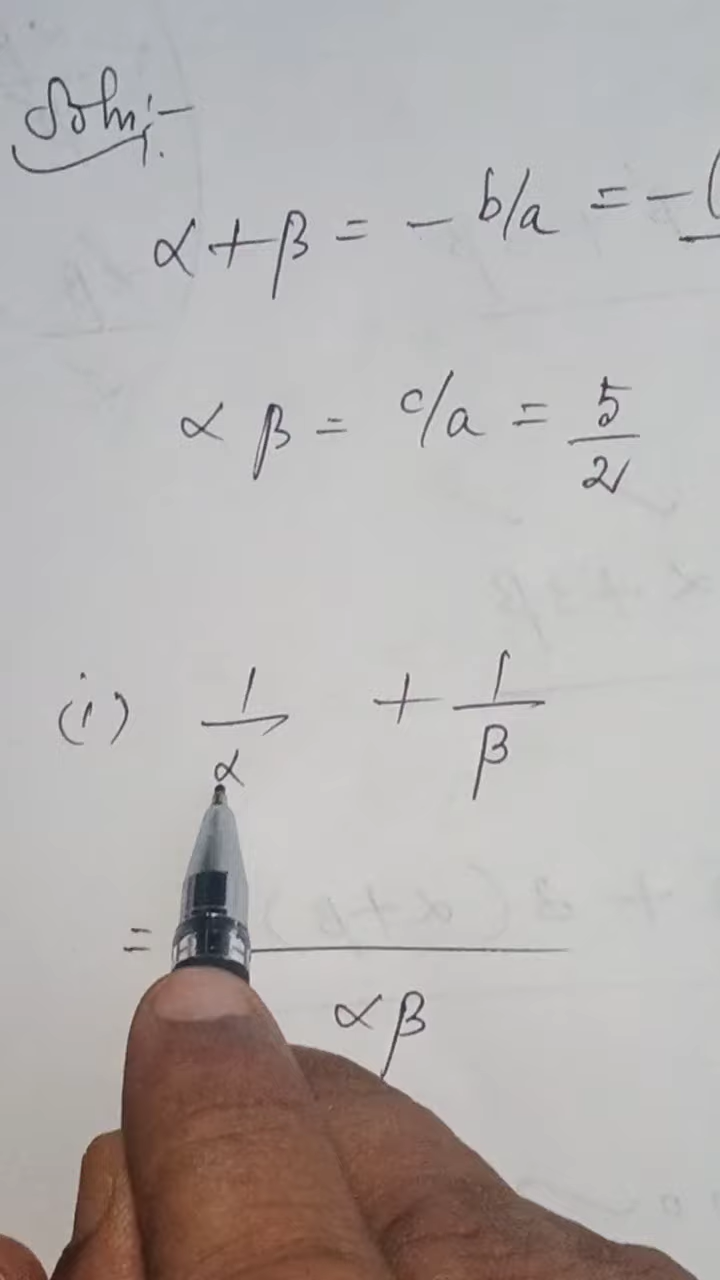 Soln:-
α+β = - b/a = -(
αβ = c/a = 5/2
(i) 1/α + 1/β
= /αβ